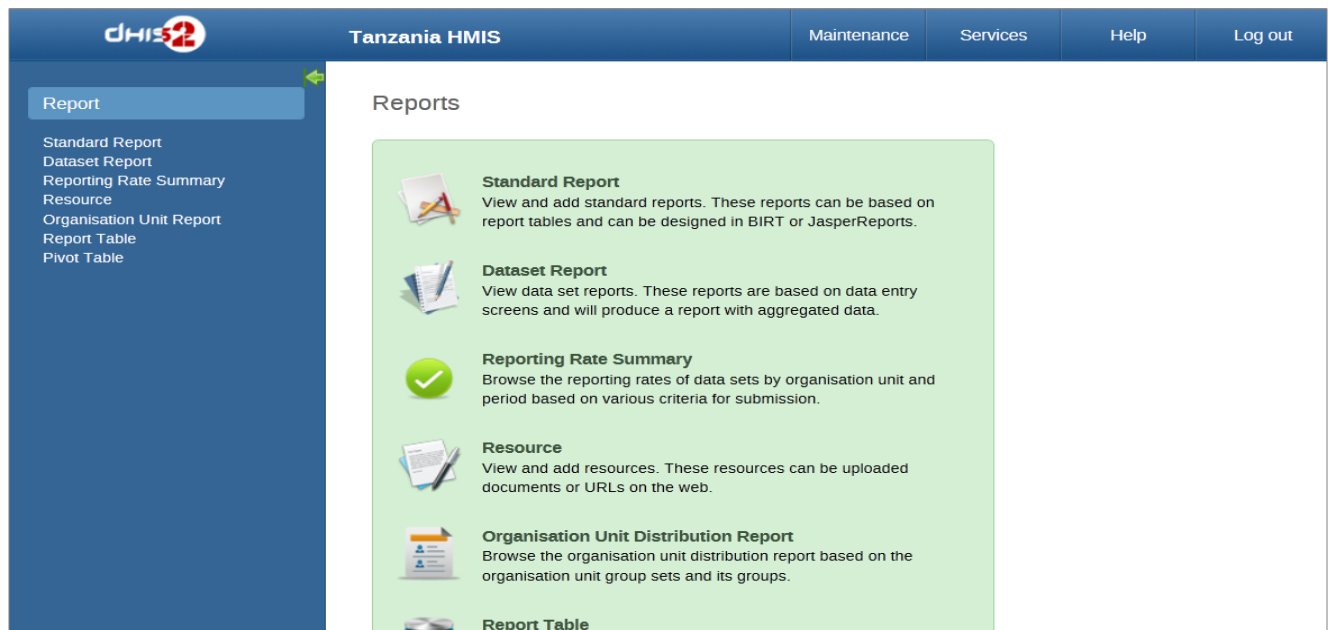 dHIS2
Tanzania HMIS
Maintenance
Services
Help
Log out
Report
Standard Report
Dataset Report
Reporting Rate Summary
Resource
Organisation Unit Report
Report Table
Pivot Table
Reports
Standard Report
View and add standard reports. These reports can be based on
report tables and can be designed in BIRT or JasperReports.
Dataset Report
View data set reports. These reports are based on data entry
screens and will produce a report with aggregated data.
Reporting Rate Summary
Browse the reporting rates of data sets by organisation unit and
period based on various criteria for submission.
Resource
View and add resources. These resources can be uploaded
documents or URLs on the web.
Organisation Unit Distribution Report
Browse the organisation unit distribution report based on the
organisation unit group sets and its groups.
Report Table